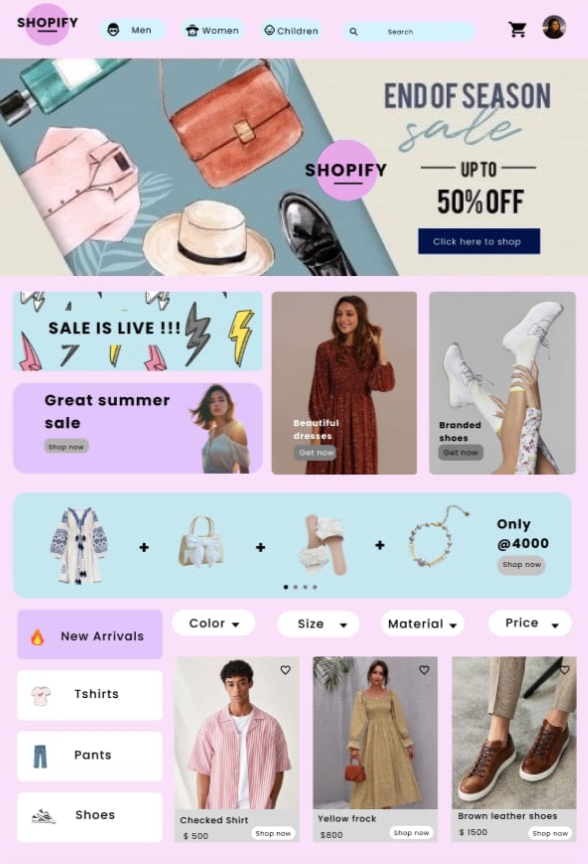 SHOPIFY
Men
Women
Children
Search
END OF SEASON
sale
SHOPIFY
UP TO
50% OFF
Click here to shop
SALE IS LIVE !!!
Great summer
sale
Shop now
Beautiful
dresses
Get now
Branded
shoes
Get now
+ + +
Only
@4000
Shop now
New Arrivals
Tshirts
Pants
Shoes
Color
Size
Material
Price
Checked Shirt
$ 500
Shop now
Yellow frock
$800
Shop now
Brown leather shoes
$ 1500
Shop now